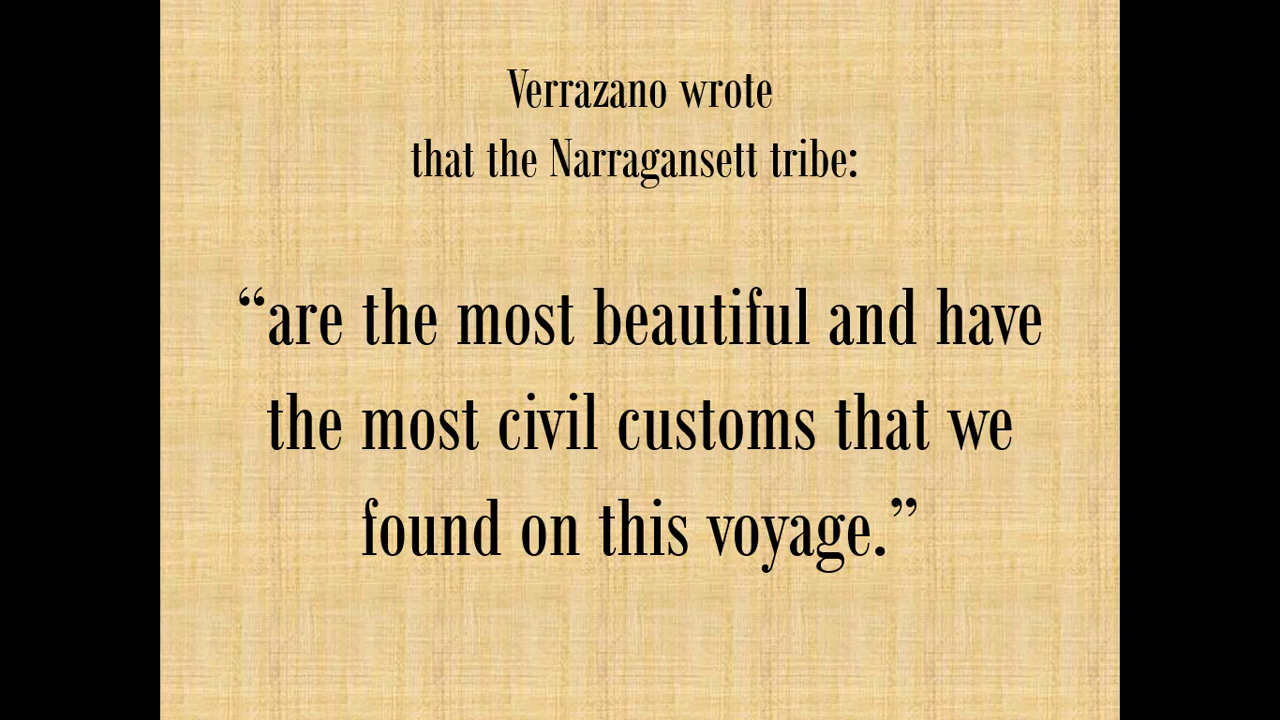 Verrazano wrote
that the Narragansett tribe:
“are the most beautiful and have
the most civil customs that we
found on this voyage.”